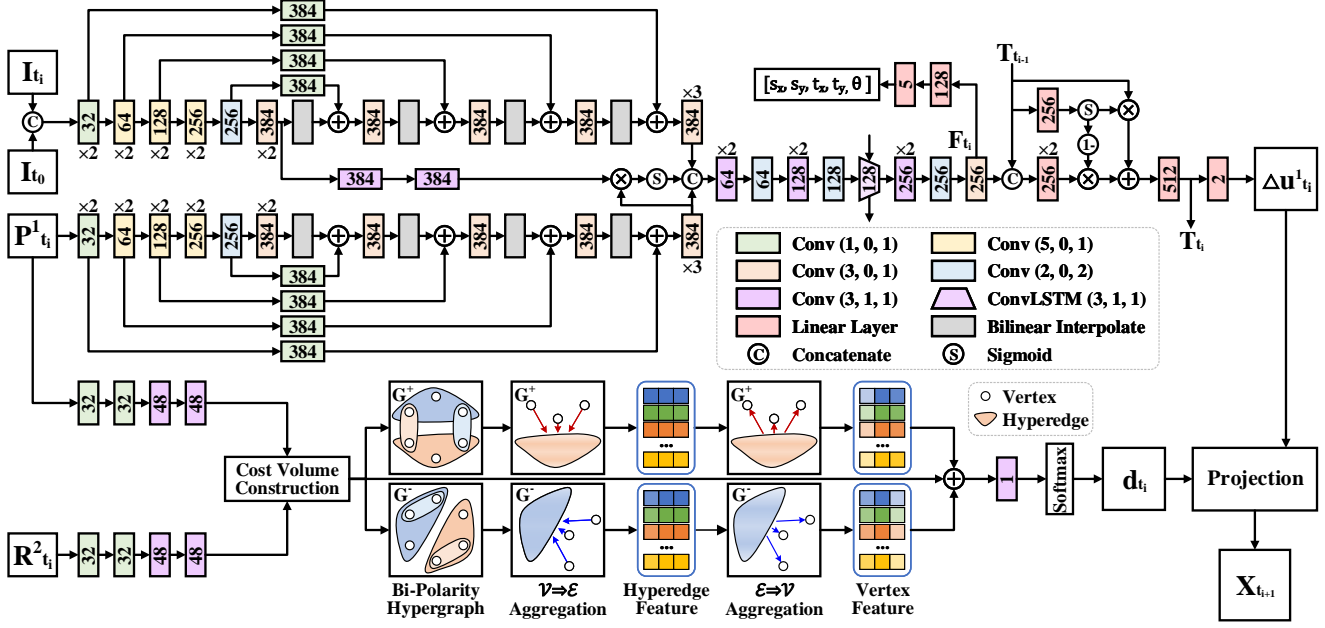 384
384
384
384
I_{t_i}
C
I_{t_0}
32 64 128 256 256 384 384 384 384 384
×2 ×2 ×2 ×2 ×2 ×3
384 384
× S C
[s_x, s_y, t_x, t_y, θ] 5 128
F_{t_i}
T_{t_{i-1}}
256 S ×
1-
×2 ×2 ×2 ×2
64 64 128 128 128 256 256 256 C 256 × + 512 2
Δu^1_{t_i}
T_{t_i}
P^1_{t_i}
×2 ×2 ×2 ×2 ×2
32 64 128 256 256 384 384 384 384 384
×3
384
384
384
384
Conv (1, 0, 1) Conv (5, 0, 1)
Conv (3, 0, 1) Conv (2, 0, 2)
Conv (3, 1, 1) ConvLSTM (3, 1, 1)
Linear Layer Bilinear Interpolate
C Concatenate S Sigmoid
32 32 48 48
Cost Volume
Construction
G^+ G^+ ... G^+ ...
Vertex
Hyperedge
+ 1 Softmax d_{t_i} Projection
R^2_{t_i}
32 32 48 48
G^- G^- ... G^- ...
Bi-Polarity
Hypergraph
𝒱⇒ℰ
Aggregation
Hyperedge
Feature
ℰ⇒𝒱
Aggregation
Vertex
Feature
X_{t_{i+1}}